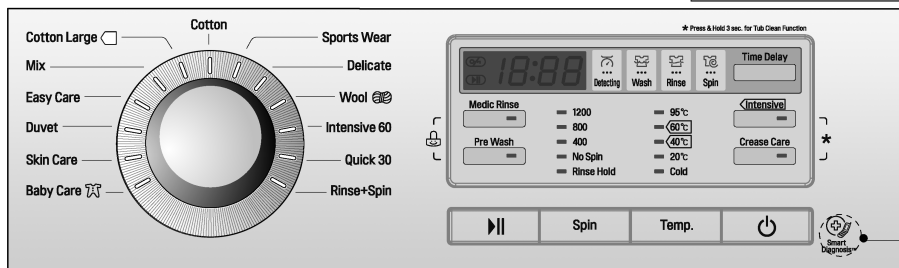 * Press & Hold 3 sec. for Tub Clean Function
Cotton
Cotton Large
Sports Wear
Mix
Delicate
Easy Care
Wool
Duvet
Intensive 60
Skin Care
Quick 30
Baby Care
Rinse+Spin
18:88
Detecting
Wash
Rinse
Spin
Time Delay
Medic Rinse
Pre Wash
1200
800
400
No Spin
Rinse Hold
95℃
60℃
40℃
20℃
Cold
Intensive
Crease Care
*
Spin
Temp.
Smart
Diagnosis™